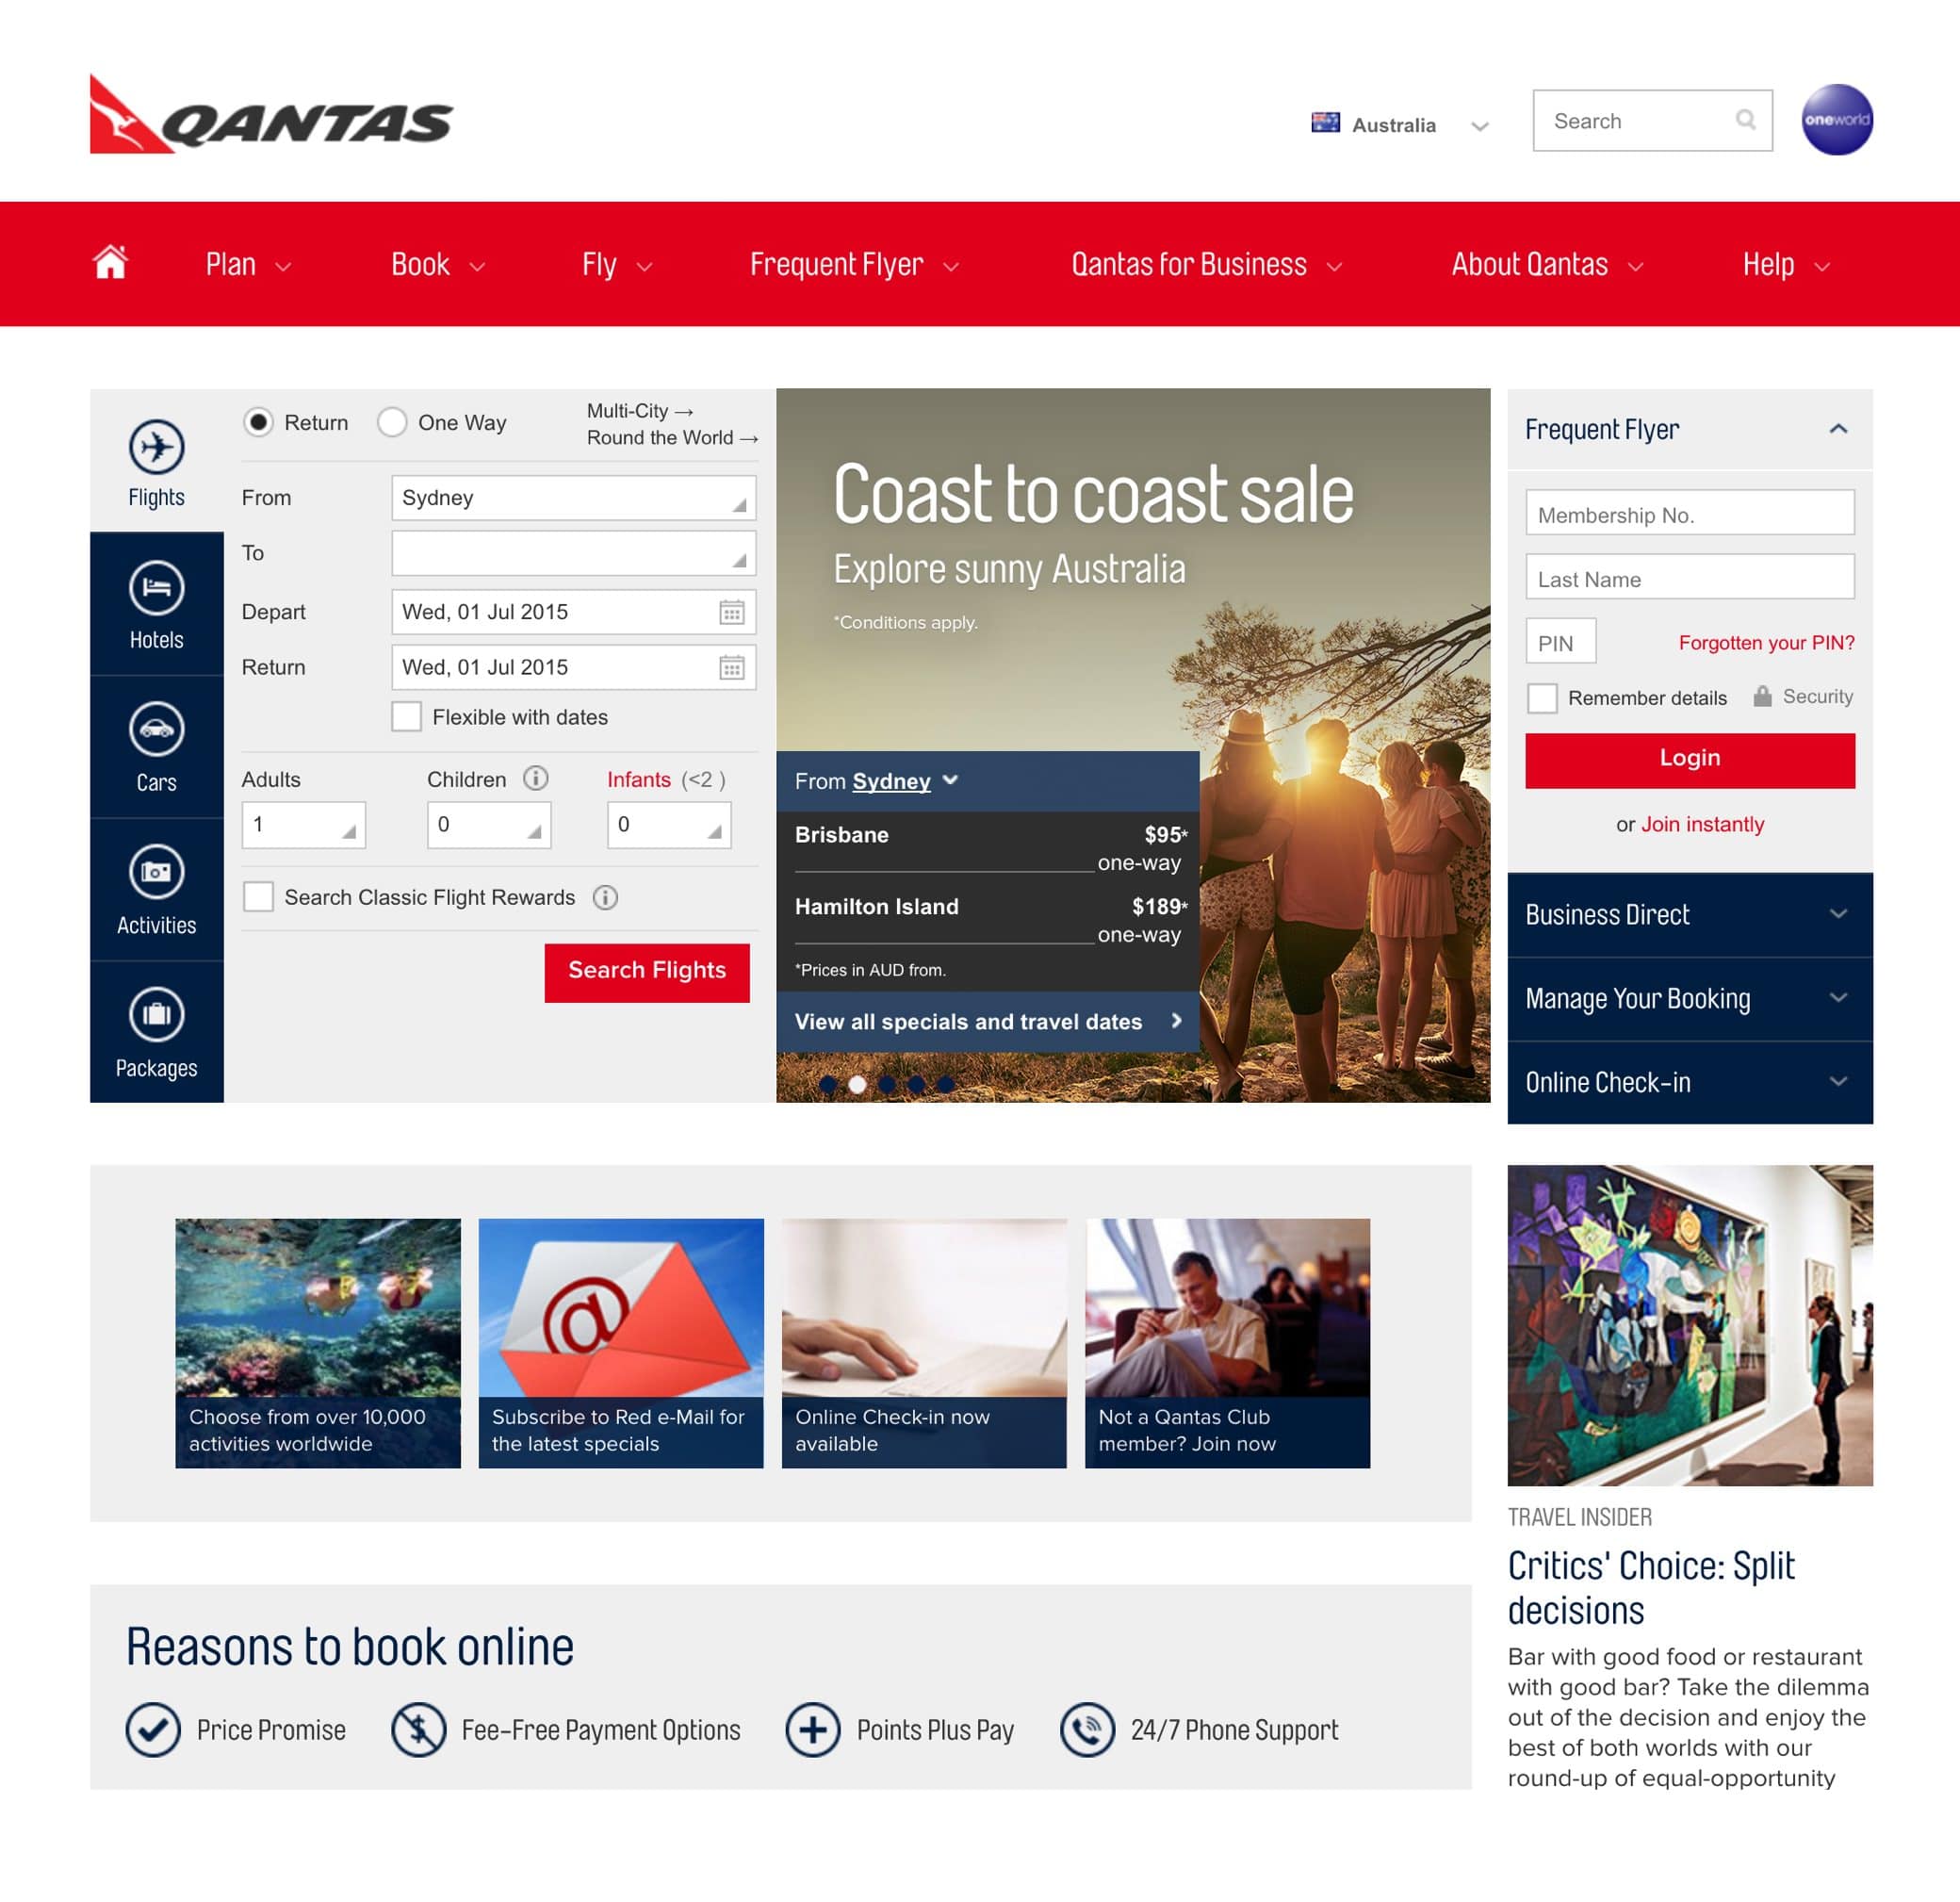 QANTAS
Australia
Search
oneworld
Plan
Book
Fly
Frequent Flyer
Qantas for Business
About Qantas
Help
Flights
Hotels
Cars
Activities
Packages
Return
One Way
Multi-City →
Round the World →
From
Sydney
To
Depart
Wed, 01 Jul 2015
Return
Wed, 01 Jul 2015
Flexible with dates
Adults
Children
Infants (<2 )
1
0
0
Search Classic Flight Rewards
Search Flights
Coast to coast sale
Explore sunny Australia
*Conditions apply.
From Sydney
Brisbane
$95*
one-way
Hamilton Island
$189*
one-way
*Prices in AUD from.
View all specials and travel dates
Frequent Flyer
Membership No.
Last Name
PIN
Forgotten your PIN?
Remember details
Security
Login
or Join instantly
Business Direct
Manage Your Booking
Online Check-in
Choose from over 10,000
activities worldwide
Subscribe to Red e-Mail for
the latest specials
Online Check-in now
available
Not a Qantas Club
member? Join now
TRAVEL INSIDER
Critics' Choice: Split
decisions
Bar with good food or restaurant
with good bar? Take the dilemma
out of the decision and enjoy the
best of both worlds with our
round-up of equal-opportunity
Reasons to book online
Price Promise
Fee-Free Payment Options
Points Plus Pay
24/7 Phone Support